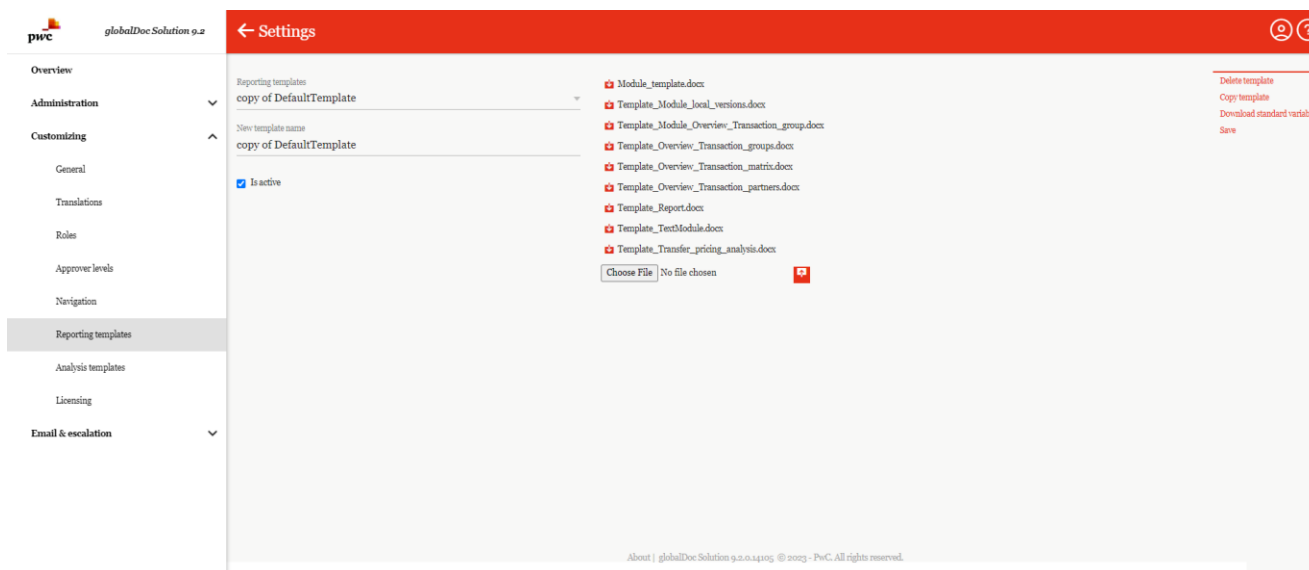 pwc
globalDoc Solution 9.2
Settings
Overview
Administration
Customizing
General
Translations
Roles
Approver levels
Navigation
Reporting templates
Analysis templates
Licensing
Email & escalation
Reporting templates
copy of DefaultTemplate
New template name
copy of DefaultTemplate
Is active
Module_template.docx
Template_Module_local_versions.docx
Template_Module_Overview_Transaction_group.docx
Template_Overview_Transaction_groups.docx
Template_Overview_Transaction_matrix.docx
Template_Overview_Transaction_partners.docx
Template_Report.docx
Template_TextModule.docx
Template_Transfer_pricing_analysis.docx
Choose File No file chosen
Delete template
Copy template
Download standard variab
Save
About | globalDoc Solution 9.2.0.14105 © 2023 - PwC. All rights reserved.